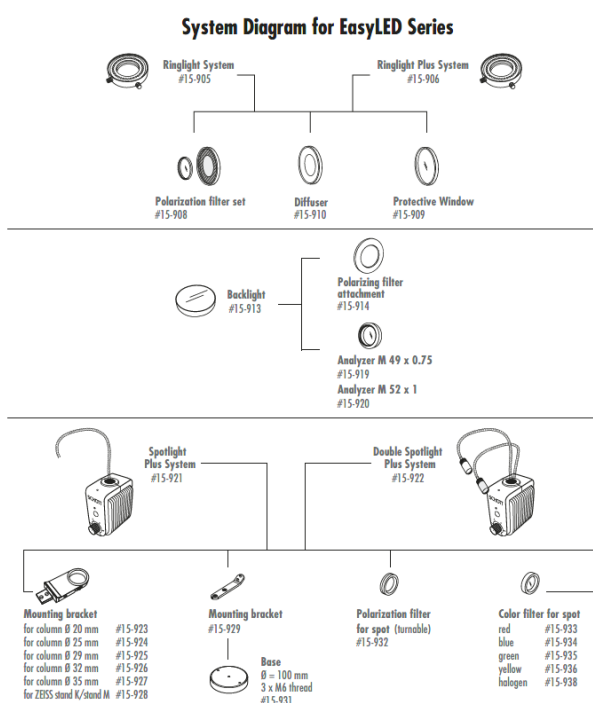 System Diagram for EasyLED Series
Ringlight System
#15-905
Ringlight Plus System
#15-906
Polarization filter set
#15-908
Diffuser
#15-910
Protective Window
#15-909
Backlight
#15-913
Polarizing filter
attachment
#15-914
Analyzer M 49 x 0.75
#15-919
Analyzer M 52 x 1
#15-920
Spotlight
Plus System
#15-921
Double Spotlight
Plus System
#15-922
SCHOTT
SCHOTT
Mounting bracket
for column Ø 20 mm #15-923
for column Ø 25 mm #15-924
for column Ø 29 mm #15-925
for column Ø 32 mm #15-926
for column Ø 35 mm #15-927
for ZEISS stand K/stand M #15-928
Mounting bracket
#15-929
Base
Ø = 100 mm
3 x M6 thread
#15-931
Polarization filter
for spot (turnable)
#15-932
Color filter for spot
red #15-933
blue #15-934
green #15-935
yellow #15-936
halogen #15-938